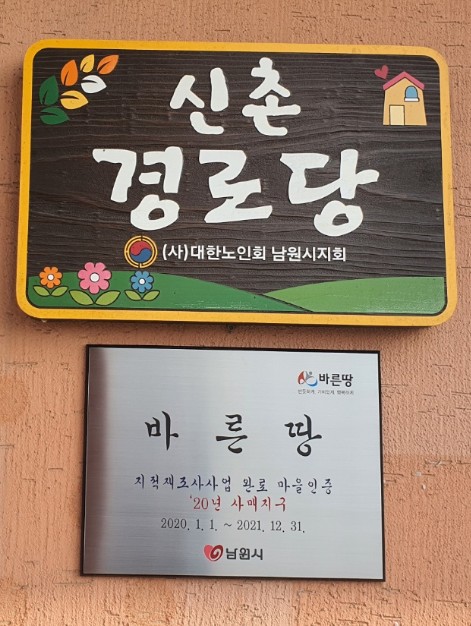 신촌
경로당
(사)대한노인회 남원시지회
바른땅
바 른 땅
지적재조사사업 완료 마을인증
'20년 사매지구
2020. 1. 1. ~ 2021. 12. 31.
남원시